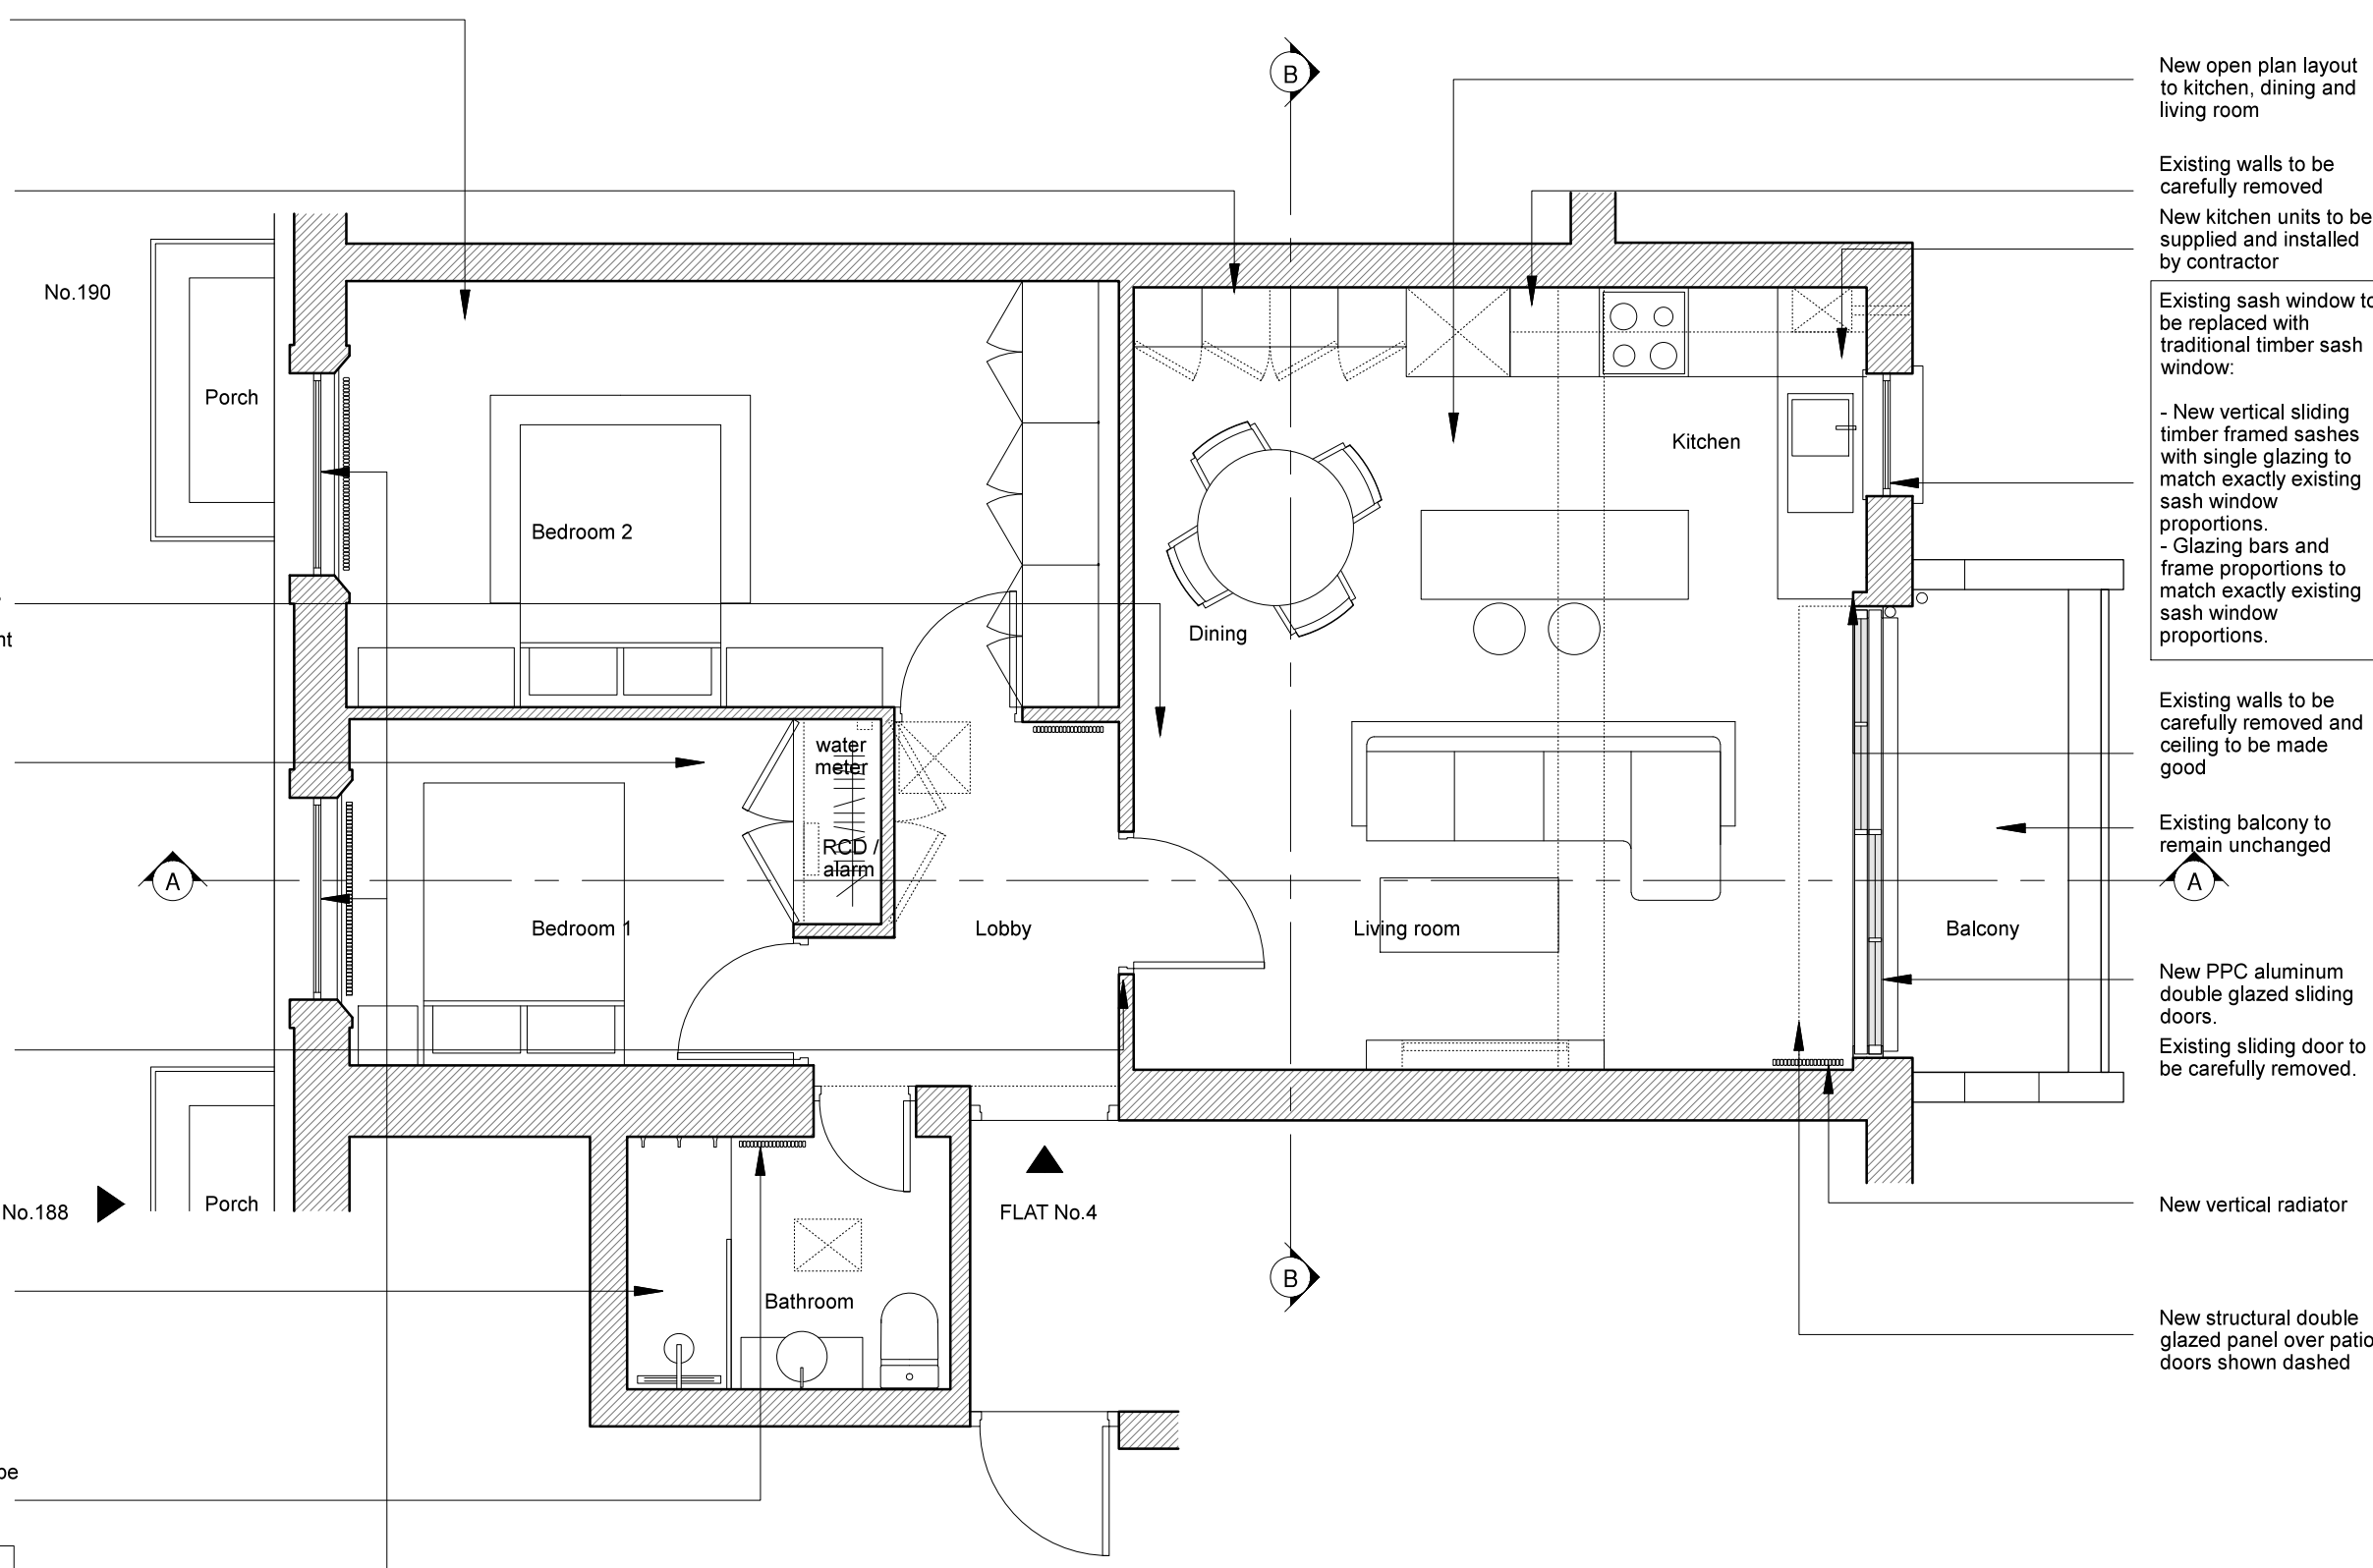 B
New open plan layout
to kitchen, dining and
living room
Existing walls to be
carefully removed
New kitchen units to be
supplied and installed
by contractor
No.190
Existing sash window to
be replaced with
traditional timber sash
window:
Porch
- New vertical sliding
timber framed sashes
with single glazing to
match exactly existing
sash window
proportions.
- Glazing bars and
frame proportions to
match exactly existing
sash window
proportions.
Kitchen
Bedroom 2
Dining
Existing walls to be
carefully removed and
ceiling to be made
good
water
meter
RCD /
alarm
Existing balcony to
remain unchanged
A
A
Bedroom 1
Lobby
Living room
Balcony
New PPC aluminum
double glazed sliding
doors.
Existing sliding door to
be carefully removed.
No.188
Porch
FLAT No.4
New vertical radiator
B
Bathroom
New structural double
glazed panel over patio
doors shown dashed